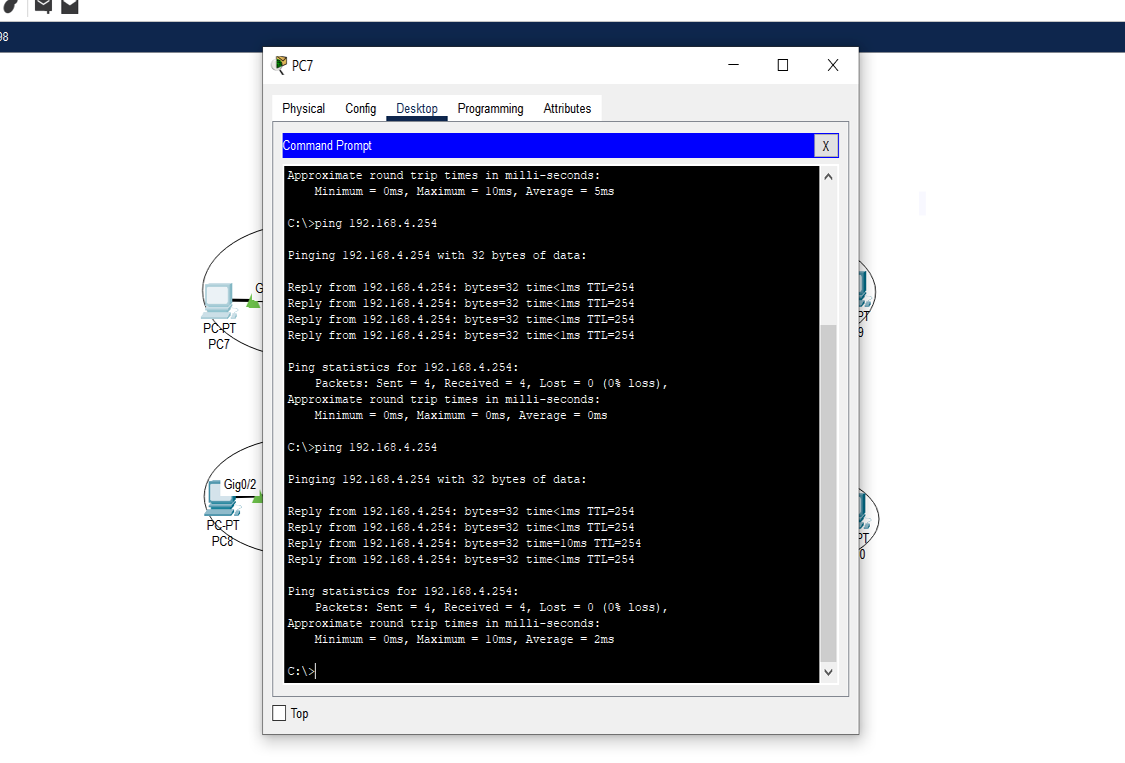 98
PC7
Physical Config Desktop Programming Attributes
Command Prompt X
Approximate round trip times in milli-seconds:
Minimum = 0ms, Maximum = 10ms, Average = 5ms
C:\>ping 192.168.4.254
Pinging 192.168.4.254 with 32 bytes of data:
Reply from 192.168.4.254: bytes=32 time<1ms TTL=254
Reply from 192.168.4.254: bytes=32 time<1ms TTL=254
Reply from 192.168.4.254: bytes=32 time<1ms TTL=254
Reply from 192.168.4.254: bytes=32 time<1ms TTL=254
Ping statistics for 192.168.4.254:
Packets: Sent = 4, Received = 4, Lost = 0 (0% loss),
Approximate round trip times in milli-seconds:
Minimum = 0ms, Maximum = 0ms, Average = 0ms
C:\>ping 192.168.4.254
Pinging 192.168.4.254 with 32 bytes of data:
Reply from 192.168.4.254: bytes=32 time<1ms TTL=254
Reply from 192.168.4.254: bytes=32 time<1ms TTL=254
Reply from 192.168.4.254: bytes=32 time=10ms TTL=254
Reply from 192.168.4.254: bytes=32 time<1ms TTL=254
Ping statistics for 192.168.4.254:
Packets: Sent = 4, Received = 4, Lost = 0 (0% loss),
Approximate round trip times in milli-seconds:
Minimum = 0ms, Maximum = 10ms, Average = 2ms
C:\>
Top
G
PC-PT
PC7
Gig0/2
PC-PT
PC8
PT
9
PT
0